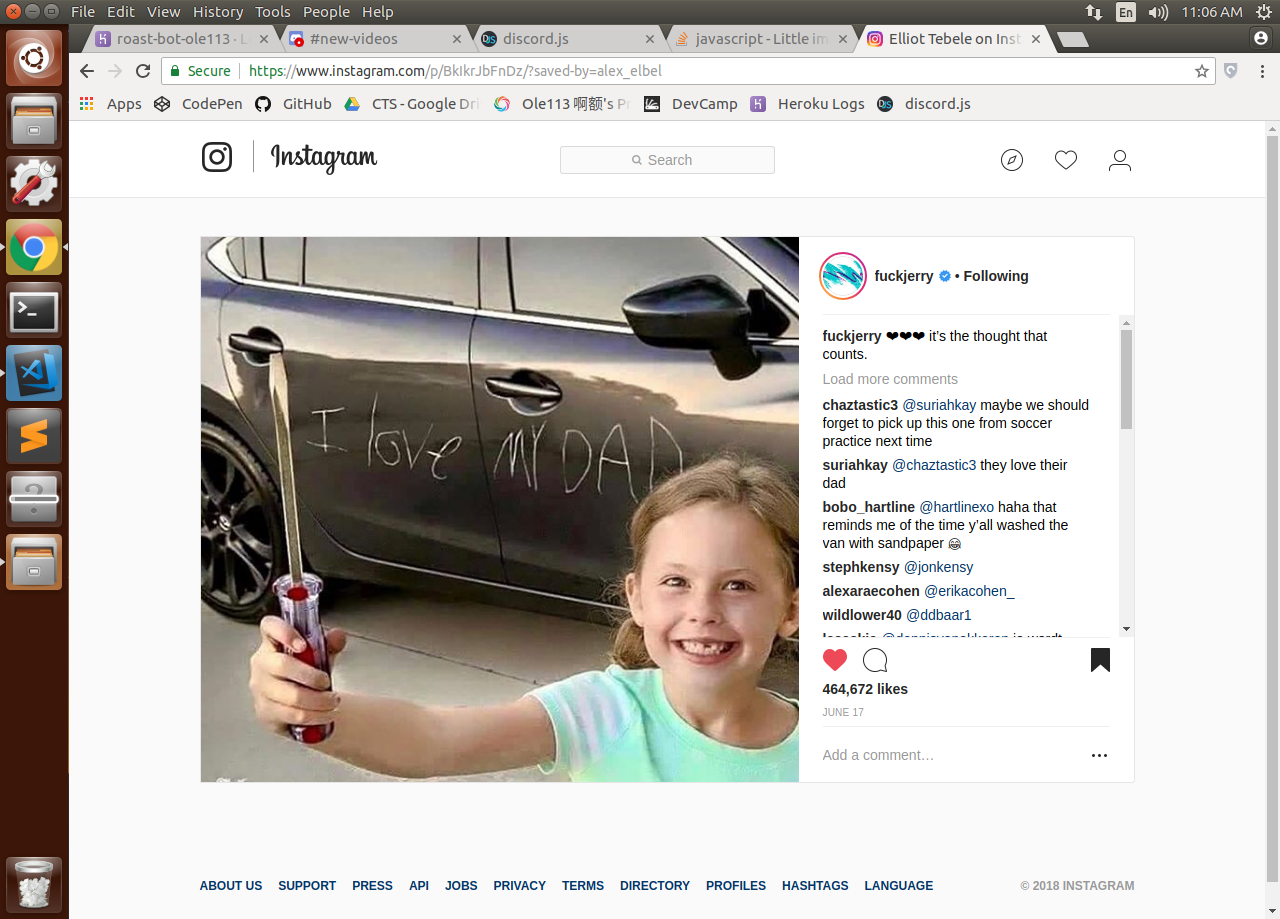 File Edit View History Tools People Help
En 11:06 AM
roast-bot-ole113 · L
#new-videos
discord.js
javascript - Little im
Elliot Tebele on Inst
Secure https://www.instagram.com/p/BkIkrJbFnDz/?saved-by=alex_elbel
Apps CodePen GitHub CTS - Google Dri Ole113 啊额's Pr DevCamp Heroku Logs discord.js
Instagram
Search
I love MY DAD
fuckjerry • Following
fuckjerry ❤❤❤ it's the thought that
counts.
Load more comments
chaztastic3 @suriahkay maybe we should
forget to pick up this one from soccer
practice next time
suriahkay @chaztastic3 they love their
dad
bobo_hartline @hartlinexo haha that
reminds me of the time y'all washed the
van with sandpaper 😂
stephkensy @jonkensy
alexaraecohen @erikacohen_
wildlower40 @ddbaar1
464,672 likes
JUNE 17
Add a comment…
ABOUT US SUPPORT PRESS API JOBS PRIVACY TERMS DIRECTORY PROFILES HASHTAGS LANGUAGE
© 2018 INSTAGRAM